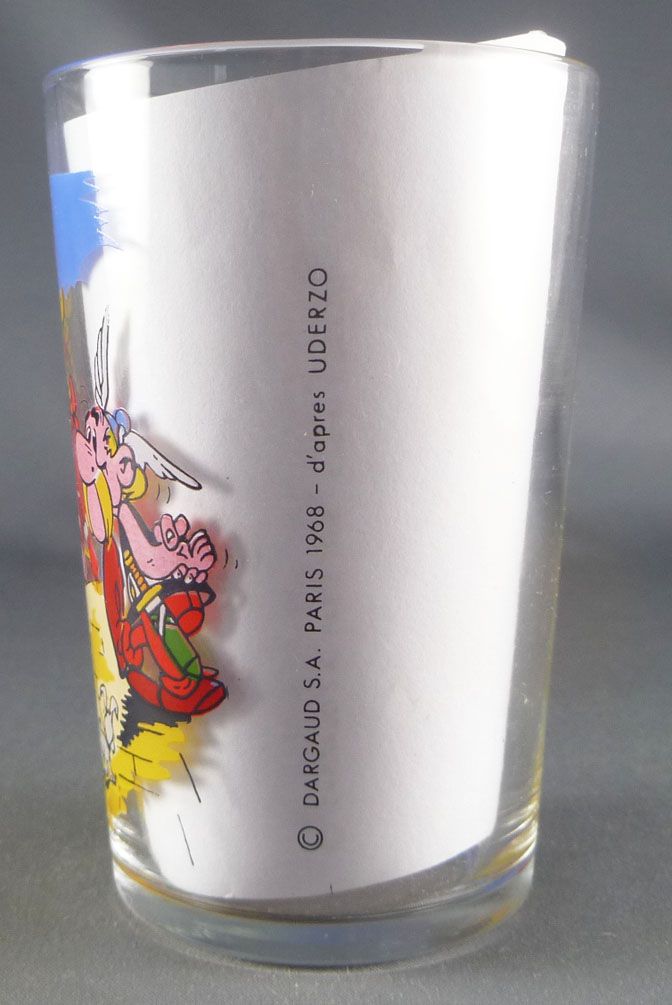 © DARGAUD S.A. PARIS 1968 - d'apres UDERZO